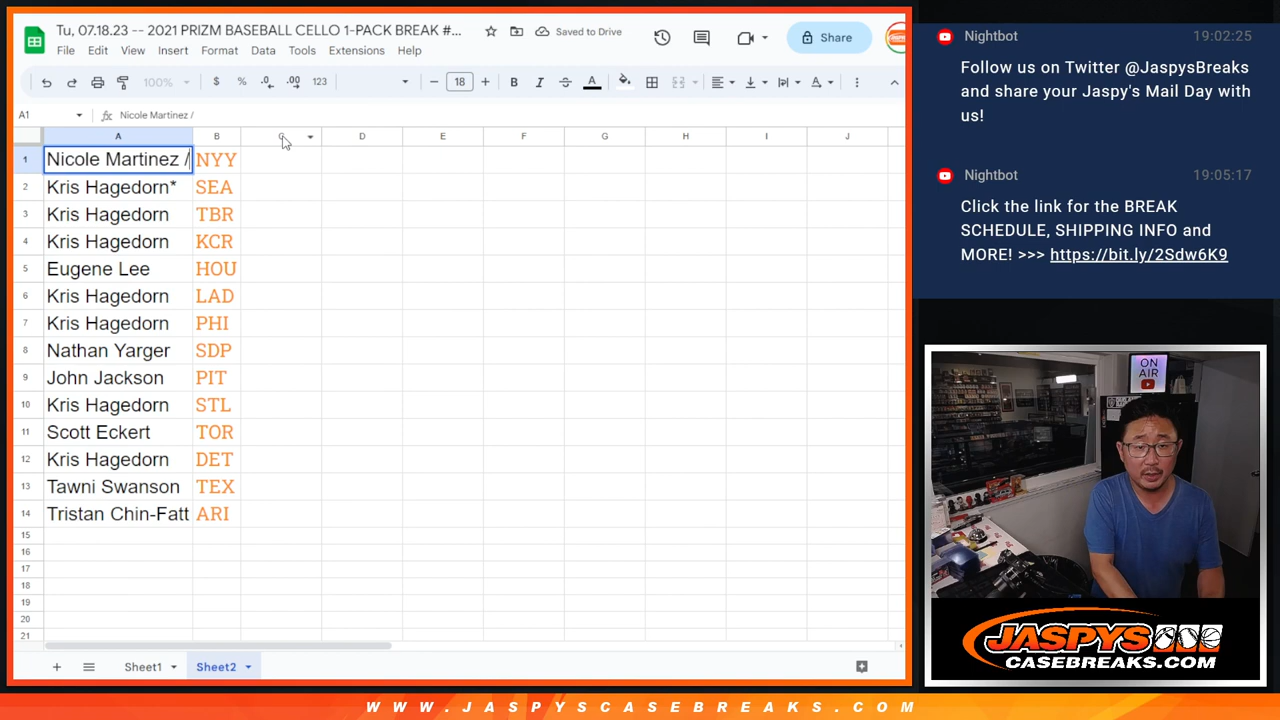 Tu, 07.18.23 -- 2021 PRIZM BASEBALL CELLO 1-PACK BREAK #...
Saved to Drive
Share
File Edit View Insert Format Data Tools Extensions Help
100% $ % .0 .00 123 - 18 + B I S A
A1 fx Nicole Martinez /
A B C D E F G H I J
1 Nicole Martinez / NYY
2 Kris Hagedorn* SEA
3 Kris Hagedorn TBR
4 Kris Hagedorn KCR
5 Eugene Lee HOU
6 Kris Hagedorn LAD
7 Kris Hagedorn PHI
8 Nathan Yarger SDP
9 John Jackson PIT
10 Kris Hagedorn STL
11 Scott Eckert TOR
12 Kris Hagedorn DET
13 Tawni Swanson TEX
14 Tristan Chin-Fatt ARI
15
16
17
18
19
20
21
+ Sheet1 Sheet2
Nightbot 19:02:25
Follow us on Twitter @JaspysBreaks
and share your Jaspy's Mail Day with
us!
Nightbot 19:05:17
Click the link for the BREAK
SCHEDULE, SHIPPING INFO and
MORE! >>> https://bit.ly/2Sdw6K9
ON
AIR
JASPYS
CASEBREAKS.COM
WWW.JASPYSCASEBREAKS.COM